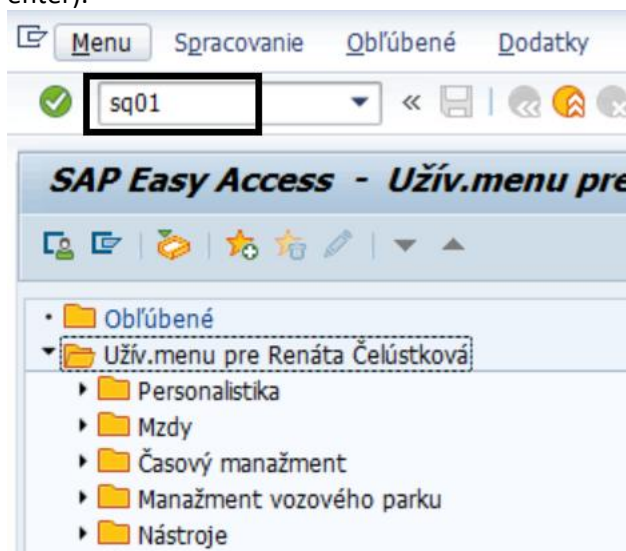 enter).
Menu Spracovanie Obľúbené Dodatky
sq01
SAP Easy Access - Užív.menu pre
Obľúbené
Užív.menu pre Renáta Čelústková
Personalistika
Mzdy
Časový manažment
Manažment vozového parku
Nástroje